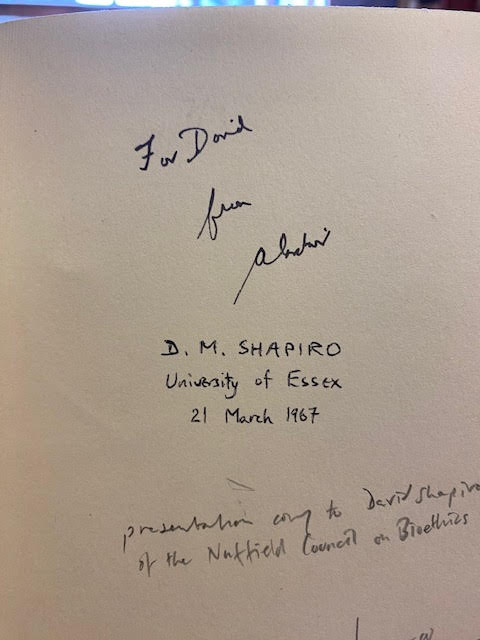 For David
from
Alasdair
D. M. SHAPIRO
University of Essex
21 March 1967
presentation copy to David Shapiro
of the Nuffield Council on Bioethics